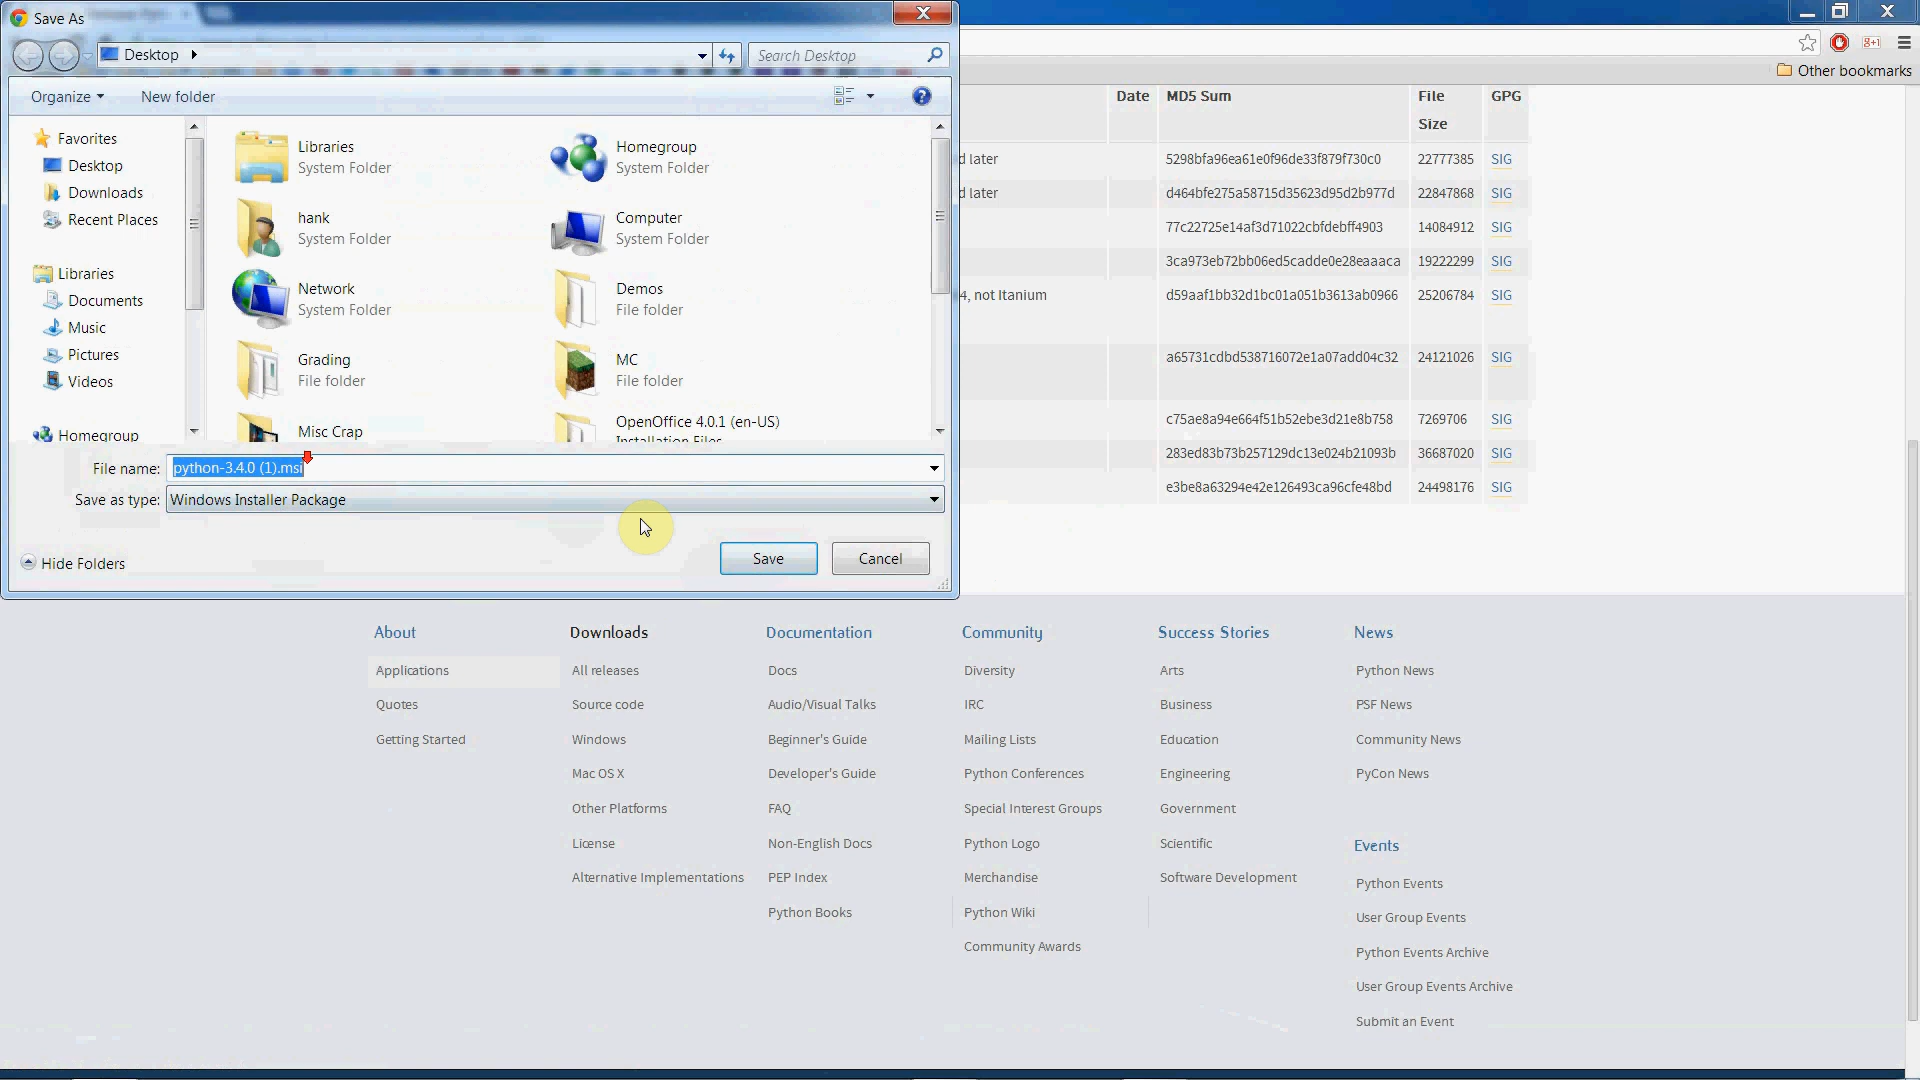 Save As
Desktop
Search Desktop
Other bookmarks
Organize
New folder
Favorites
Desktop
Downloads
Recent Places
Libraries
Documents
Music
Pictures
Videos
Homegroup
Libraries
System Folder
Homegroup
System Folder
hank
System Folder
Computer
System Folder
Network
System Folder
Demos
File folder
Grading
File folder
MC
File folder
Misc Crap
OpenOffice 4.0.1 (en-US)
Installation Files
File name: python-3.4.0 (1).msi
Save as type: Windows Installer Package
Hide Folders
Save
Cancel
Date MD5 Sum File Size GPG
d later 5298bfa96ea61e0f96de33f879f730c0 22777385 SIG
d later d464bfe275a58715d35623d95d2b977d 22847868 SIG
77c22725e14af3d71022cbfdebff4903 14084912 SIG
3ca973eb72bb06ed5cadde0e28eaaaca 19222299 SIG
4, not Itanium d59aaf1bb32d1bc01a051b3613ab0966 25206784 SIG
a65731cdbd538716072e1a07add04c32 24121026 SIG
c75ae8a94e664f51b52ebe3d21e8b758 7269706 SIG
283ed83b73b257129dc13e024b21093b 36687020 SIG
e3be8a63294e42e126493ca96cfe48bd 24498176 SIG
About
Applications
Quotes
Getting Started
Downloads
All releases
Source code
Windows
Mac OS X
Other Platforms
License
Alternative Implementations
Documentation
Docs
Audio/Visual Talks
Beginner's Guide
Developer's Guide
FAQ
Non-English Docs
PEP Index
Python Books
Community
Diversity
IRC
Mailing Lists
Python Conferences
Special Interest Groups
Python Logo
Merchandise
Python Wiki
Community Awards
Success Stories
Arts
Business
Education
Engineering
Government
Scientific
Software Development
News
Python News
PSF News
Community News
PyCon News
Events
Python Events
User Group Events
Python Events Archive
User Group Events Archive
Submit an Event